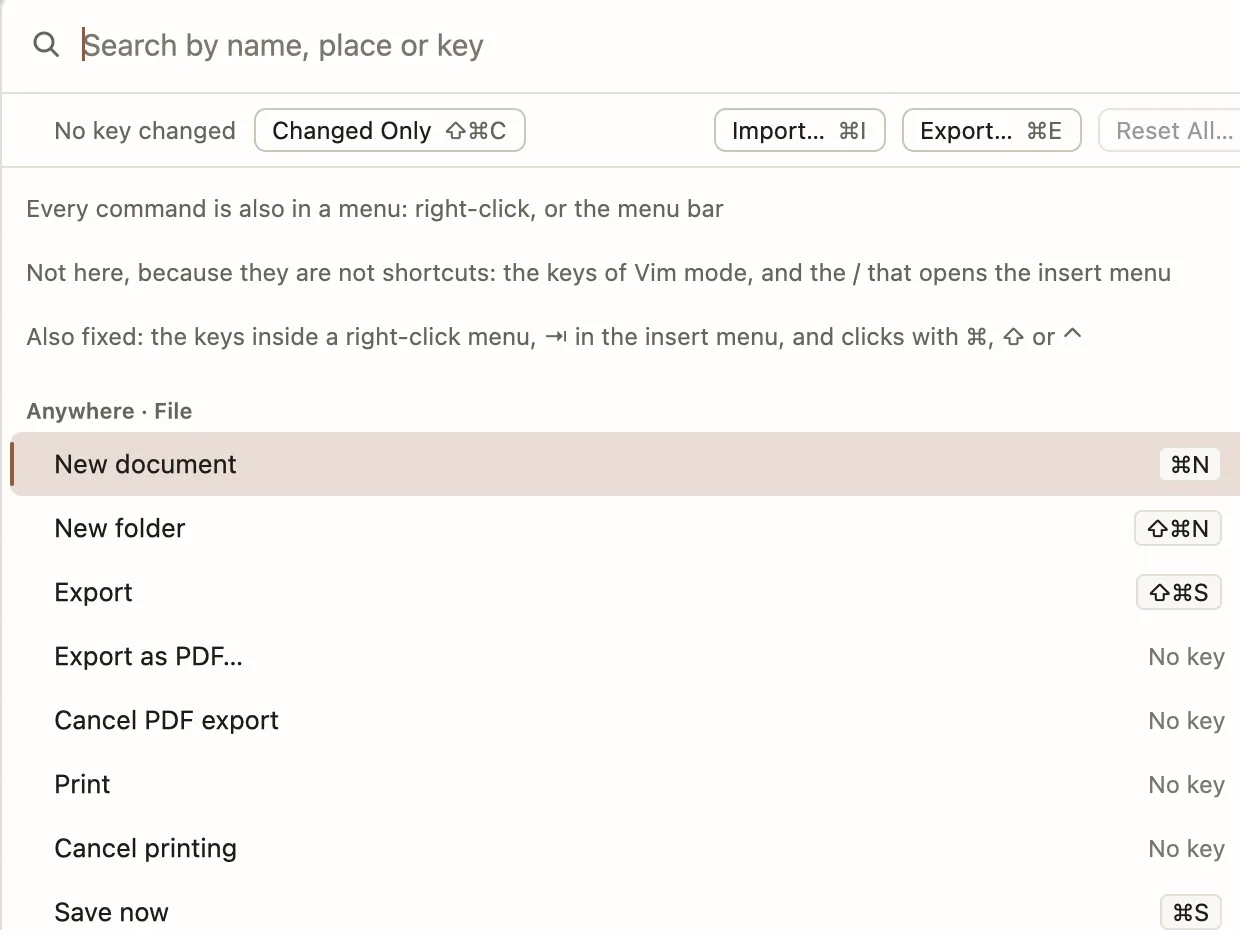 Search by name, place or key
No key changed Changed Only ⇧⌘C Import... ⌘I Export... ⌘E Reset All...
Every command is also in a menu: right-click, or the menu bar
Not here, because they are not shortcuts: the keys of Vim mode, and the / that opens the insert menu
Also fixed: the keys inside a right-click menu, ⇥ in the insert menu, and clicks with ⌘, ⇧ or ^
Anywhere · File
New document ⌘N
New folder ⇧⌘N
Export ⇧⌘S
Export as PDF... No key
Cancel PDF export No key
Print No key
Cancel printing No key
Save now ⌘S